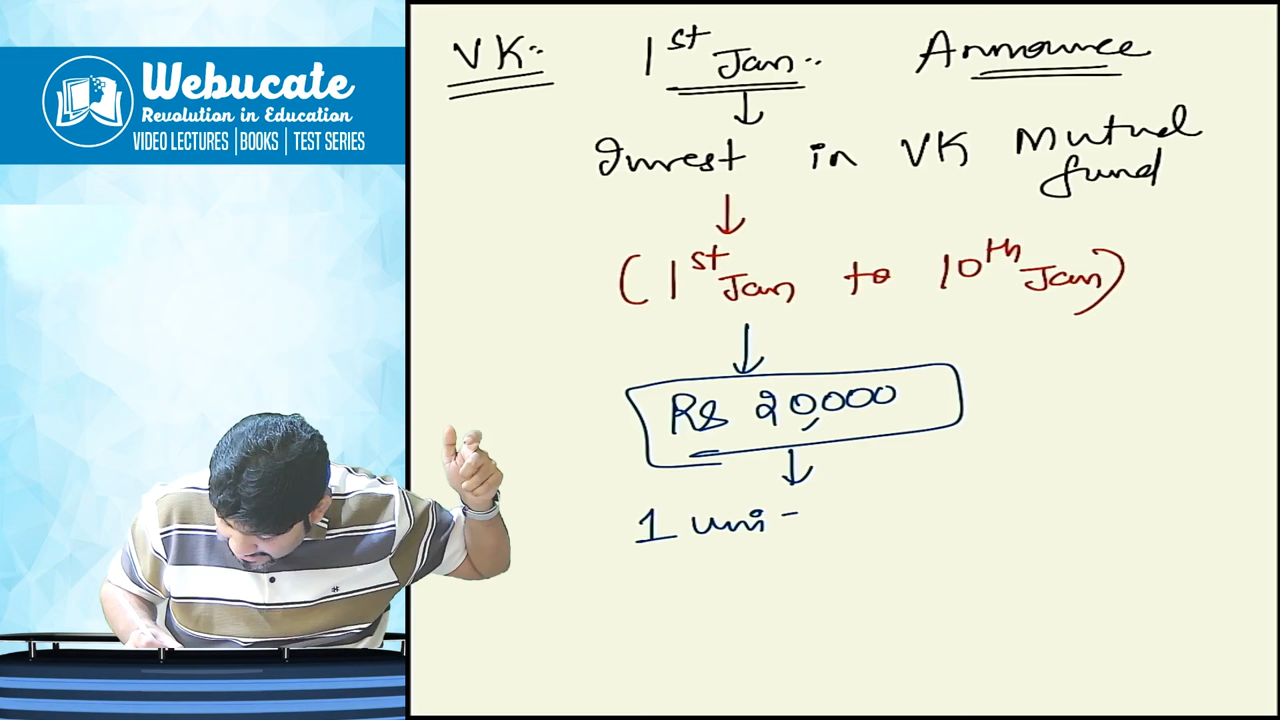 Webucate
Revolution in Education
VIDEO LECTURES | BOOKS | TEST SERIES
VK:- 1st Jan.. Announce
Invest in VK Mutual
fund
(1st Jan to 10th Jan)
Rs 20,000
1 uni-